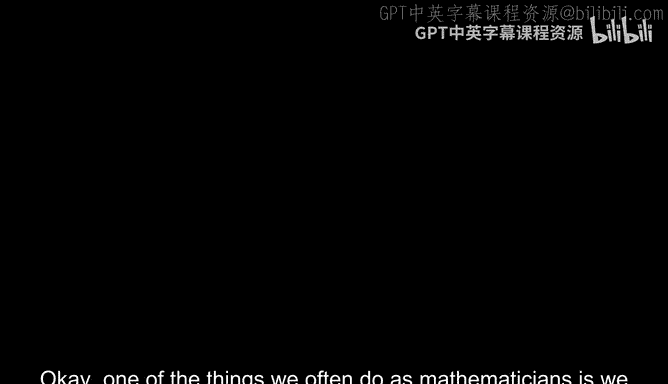 GPT中英字幕课程资源@bilibili.com
GPT中英字幕课程资源 bilibili
Okay, one of the things we often do as mathematicians is we